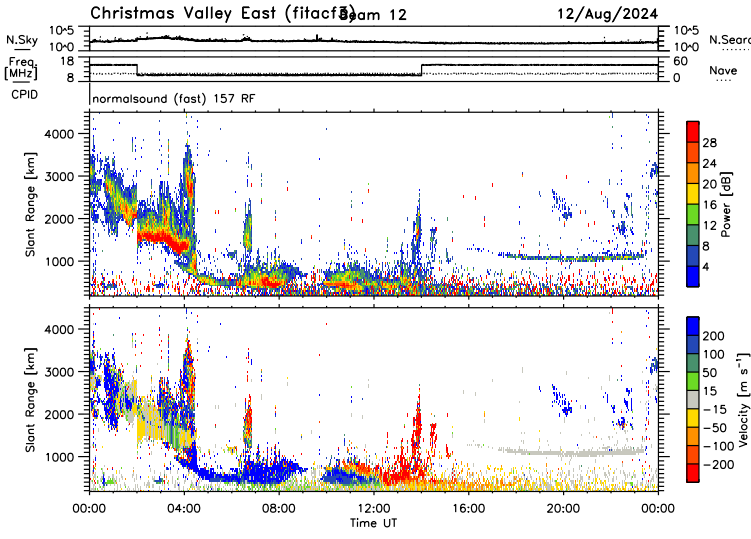 Christmas Valley East (fitacf3) Beam 12 12/Aug/2024
N.Sky 10^5 10^0 10^5 10^0 N.Searc
Freq. [MHz] 18 8 60 0 Nave
CPID normalsound (fast) 157 RF
Slant Range [km] 4000 3000 2000 1000
Power [dB] 28 24 20 16 12 8 4
Slant Range [km] 4000 3000 2000 1000
Velocity [m s⁻¹] 200 100 50 15 −15 −50 −100 −200
00:00 04:00 08:00 12:00 16:00 20:00 00:00
Time UT